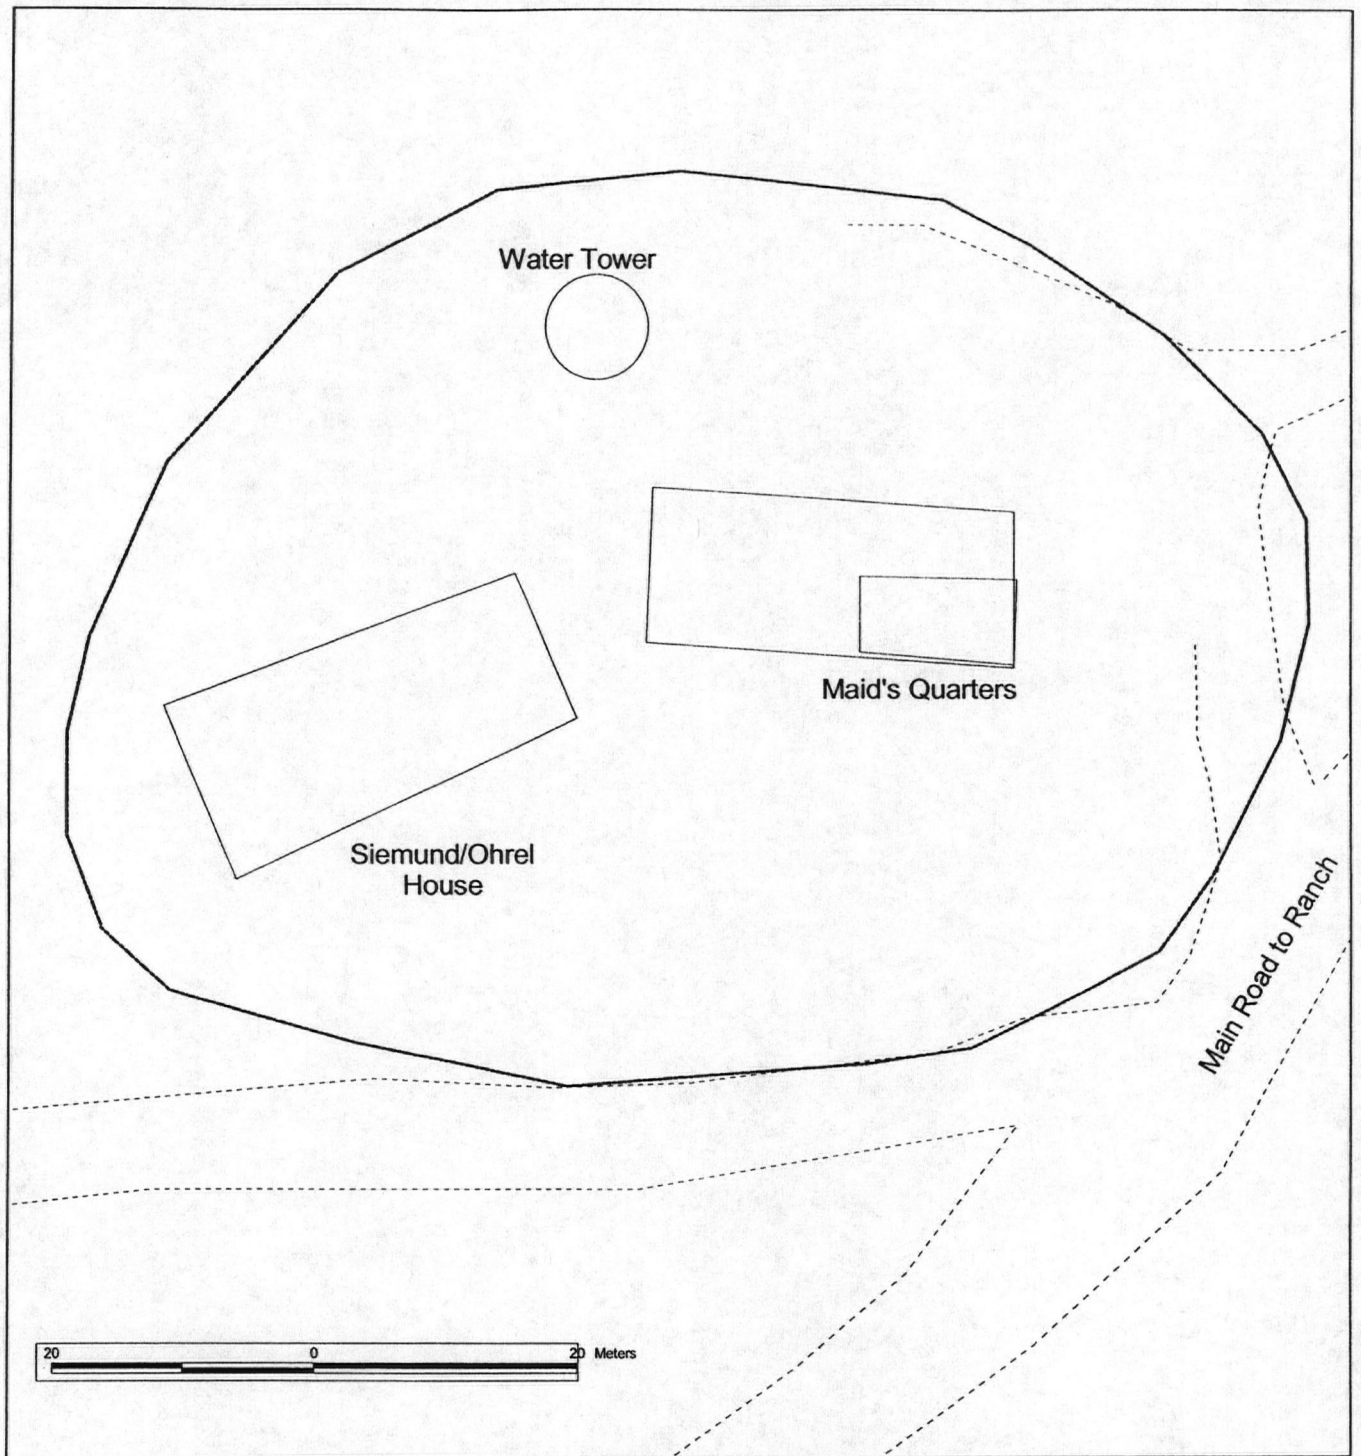 Water Tower
Maid's Quarters
Siemund/Ohrel
House
Main Road to Ranch
20 0 20 Meters